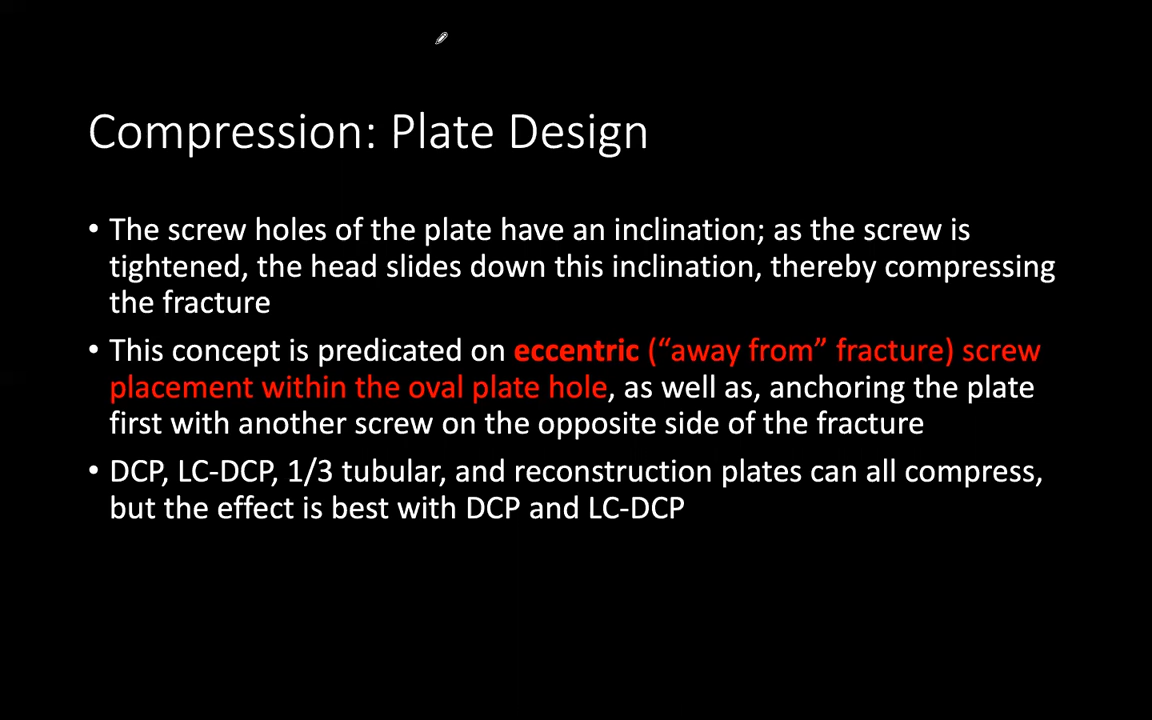 Compression: Plate Design
• The screw holes of the plate have an inclination; as the screw is
tightened, the head slides down this inclination, thereby compressing
the fracture
• This concept is predicated on eccentric (“away from” fracture) screw
placement within the oval plate hole, as well as, anchoring the plate
first with another screw on the opposite side of the fracture
• DCP, LC-DCP, 1/3 tubular, and reconstruction plates can all compress,
but the effect is best with DCP and LC-DCP